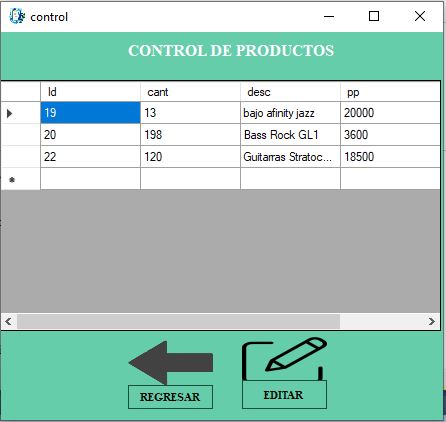 control
CONTROL DE PRODUCTOS
Id cant desc pp
19 13 bajo afinity jazz 20000
20 198 Bass Rock GL1 3600
22 120 Guitarras Stratoc... 18500
REGRESAR EDITAR